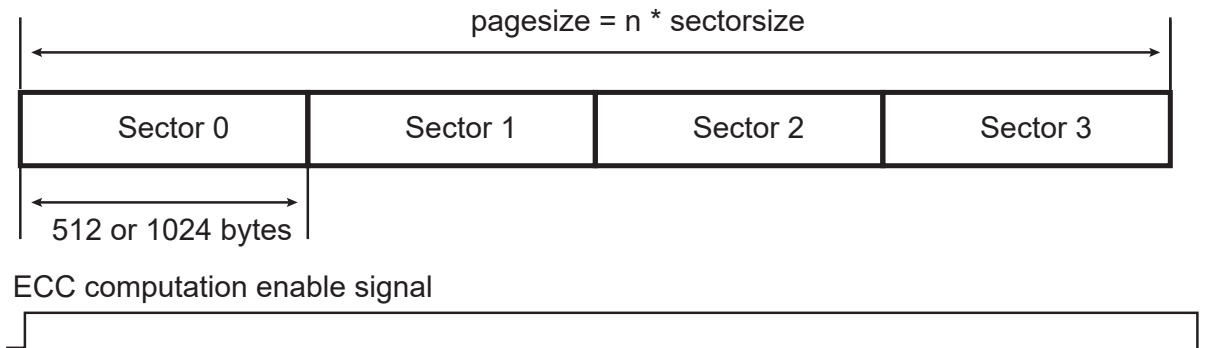 pagesize = n * sectorsize
Sector 0 Sector 1 Sector 2 Sector 3
512 or 1024 bytes
ECC computation enable signal